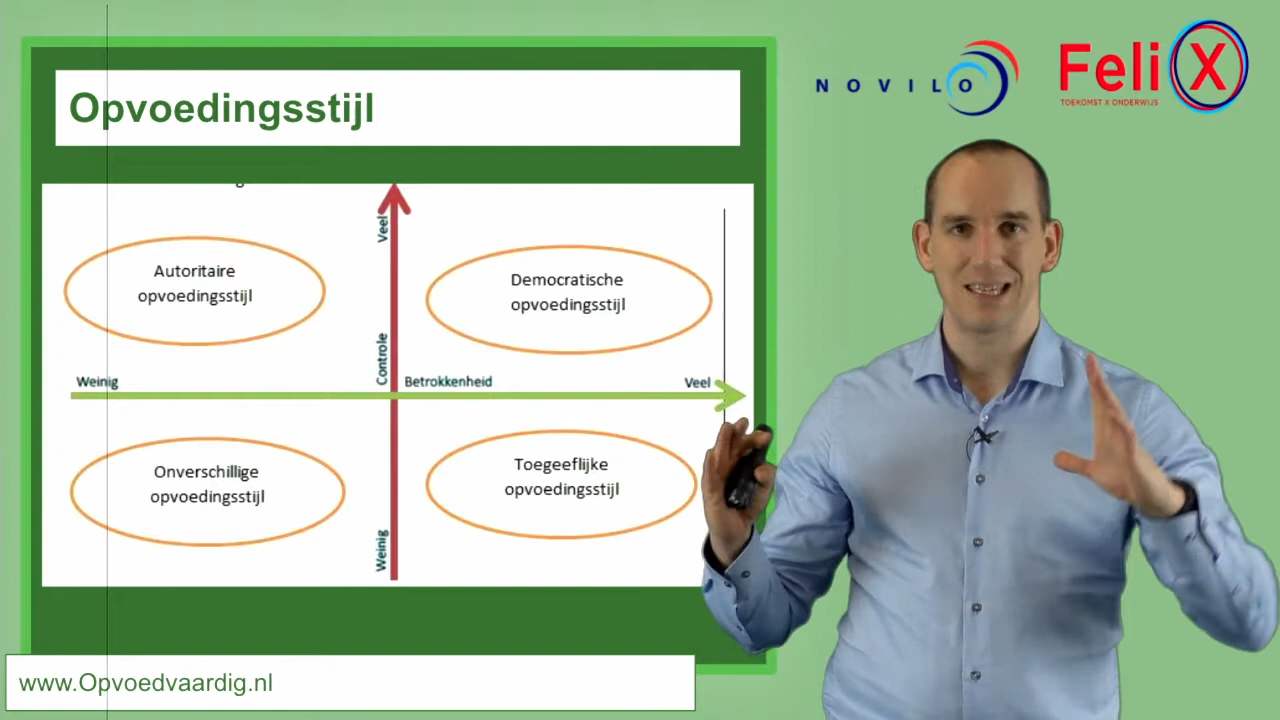 Opvoedingsstijl
NOVILO
FeliX
TOEKOMST X ONDERWIJS
Veel
Autoritaire
opvoedingsstijl
Democratische
opvoedingsstijl
Controle
Weinig
Betrokkenheid
Veel
Onverschillige
opvoedingsstijl
Toegeeflijke
opvoedingsstijl
Weinig
www.Opvoedvaardig.nl